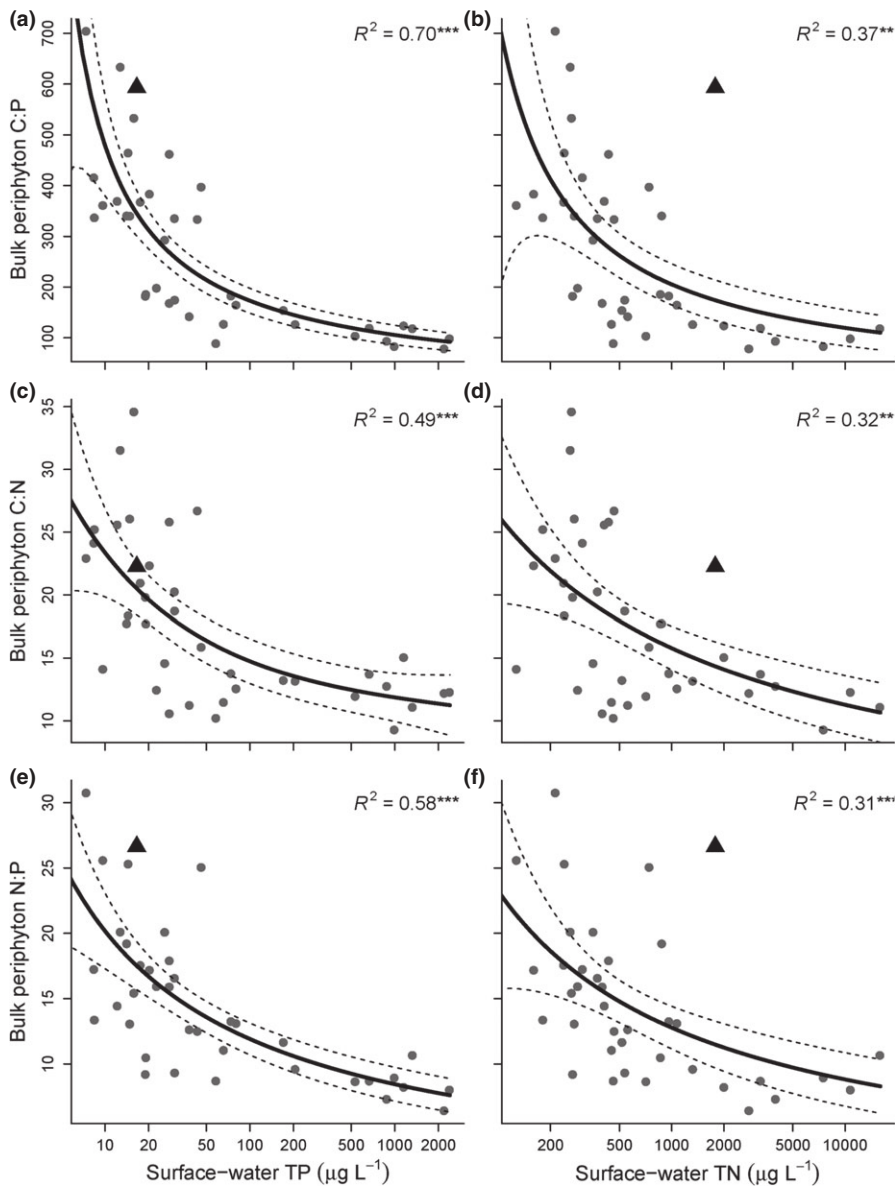 (a)
R² = 0.70***
Bulk periphyton C:P
700
600
500
400
300
200
100
(b)
R² = 0.37**
(c)
R² = 0.49***
Bulk periphyton C:N
35
30
25
20
15
10
(d)
R² = 0.32**
(e)
R² = 0.58***
Bulk periphyton N:P
30
25
20
15
10
(f)
R² = 0.31***
10 20 50 100 200 500 1000 2000
Surface−water TP (µg L⁻¹)
200 500 1000 2000 5000 10000
Surface−water TN (µg L⁻¹)